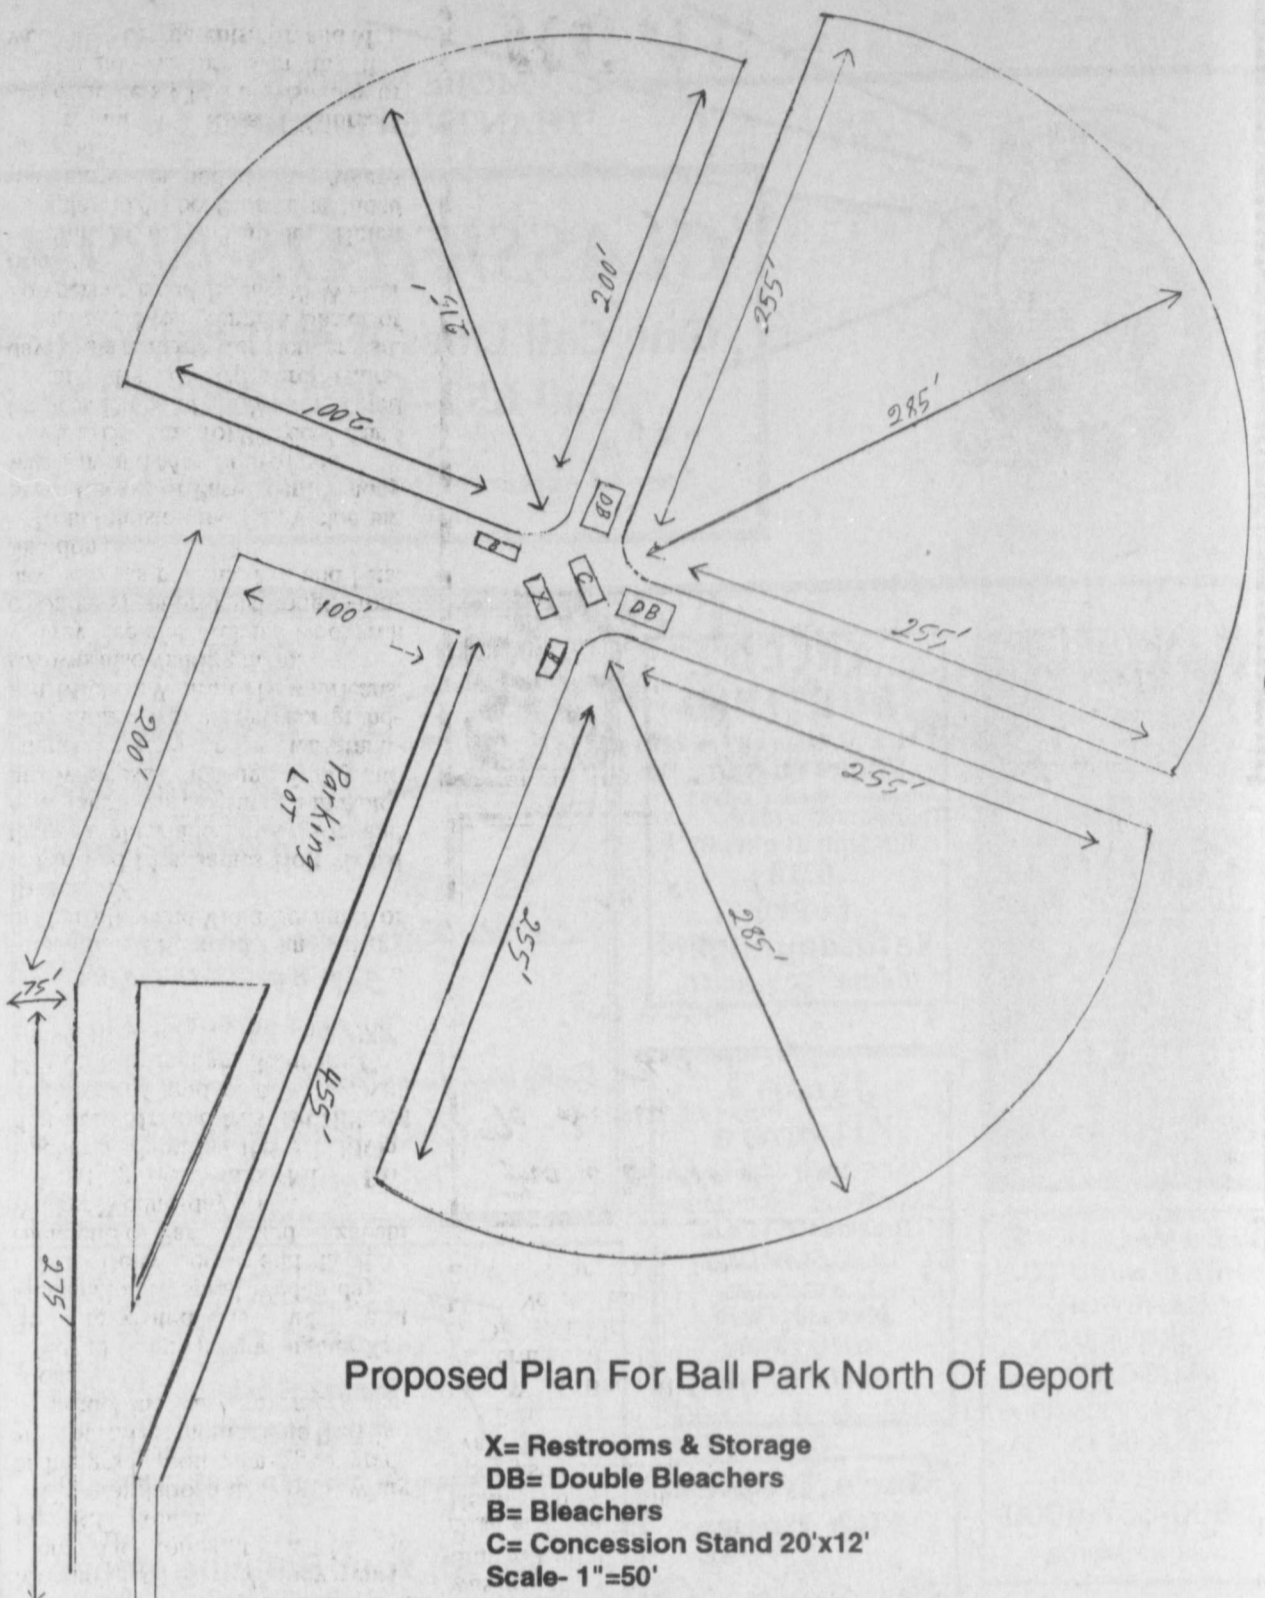 200'
255'
215'
285'
200'
DB
B
C
X
DB
B
100'
255'
200'
Parking
Lot
255'
285'
255'
75'
455'
275'
Proposed Plan For Ball Park North Of Deport
X= Restrooms & Storage
DB= Double Bleachers
B= Bleachers
C= Concession Stand 20'x12'
Scale- 1"=50'